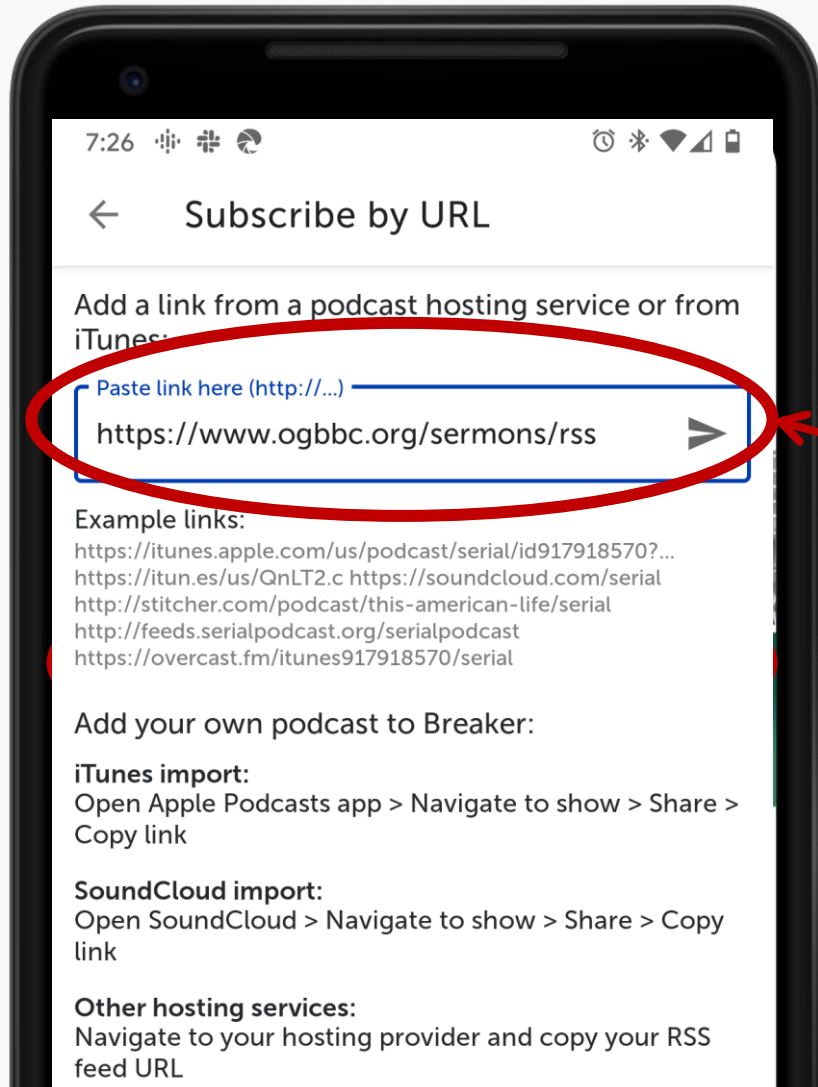 7:26
Subscribe by URL
Add a link from a podcast hosting service or from
iTunes:
Paste link here (http://...)
https://www.ogbbc.org/sermons/rss
Example links:
https://itunes.apple.com/us/podcast/serial/id917918570?...
https://itun.es/us/QnLT2.c https://soundcloud.com/serial
http://stitcher.com/podcast/this-american-life/serial
http://feeds.serialpodcast.org/serialpodcast
https://overcast.fm/itunes917918570/serial
Add your own podcast to Breaker:
iTunes import:
Open Apple Podcasts app > Navigate to show > Share >
Copy link
SoundCloud import:
Open SoundCloud > Navigate to show > Share > Copy
link
Other hosting services:
Navigate to your hosting provider and copy your RSS
feed URL